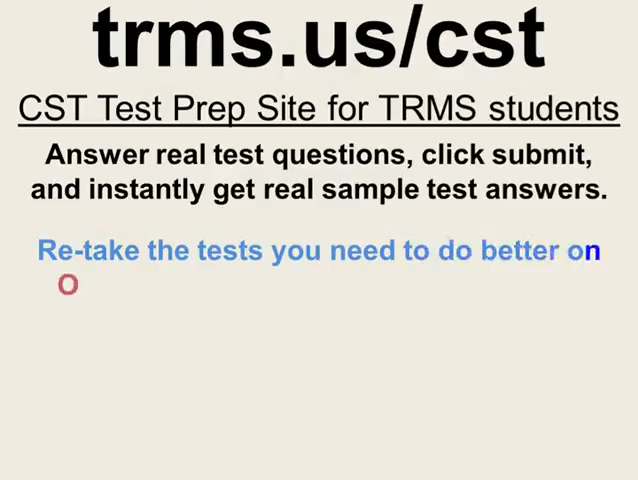 trms.us/cst
CST Test Prep Site for TRMS students
Answer real test questions, click submit,
and instantly get real sample test answers.
Re-take the tests you need to do better on
O